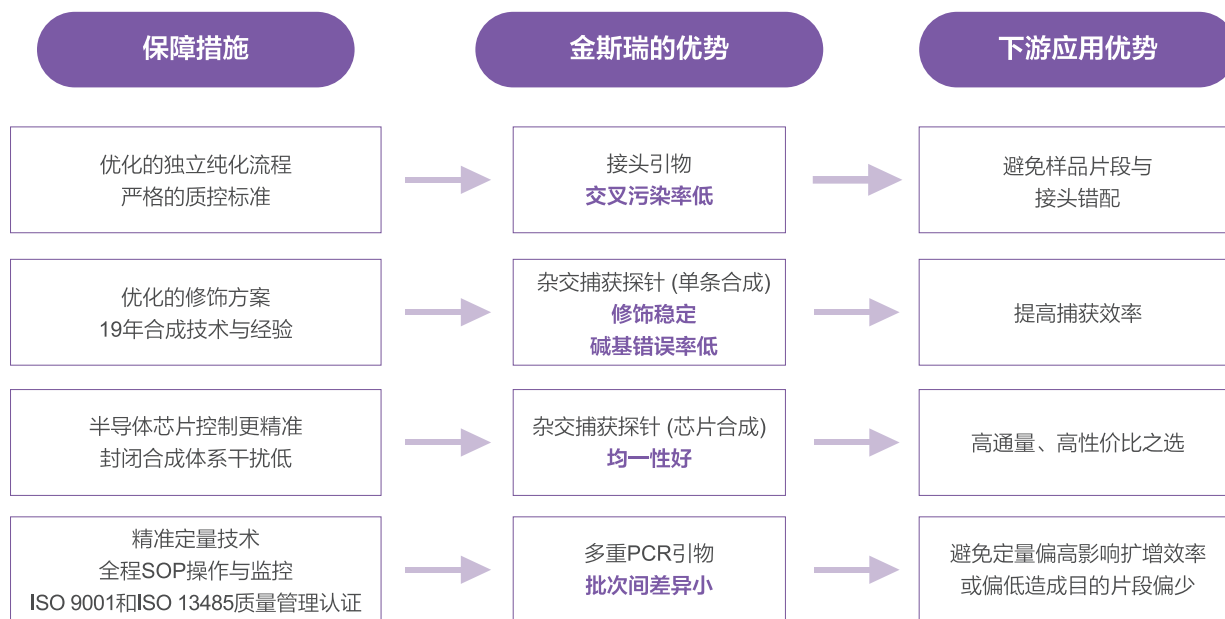 保障措施
金斯瑞的优势
下游应用优势
优化的独立纯化流程
严格的质控标准
接头引物
交叉污染率低
避免样品片段与
接头错配
优化的修饰方案
19年合成技术与经验
杂交捕获探针 (单条合成)
修饰稳定
碱基错误率低
提高捕获效率
半导体芯片控制更精准
封闭合成体系干扰低
杂交捕获探针 (芯片合成)
均一性好
高通量、高性价比之选
精准定量技术
全程SOP操作与监控
ISO 9001和ISO 13485质量管理认证
多重PCR引物
批次间差异小
避免定量偏高影响扩增效率
或偏低造成目的片段偏少